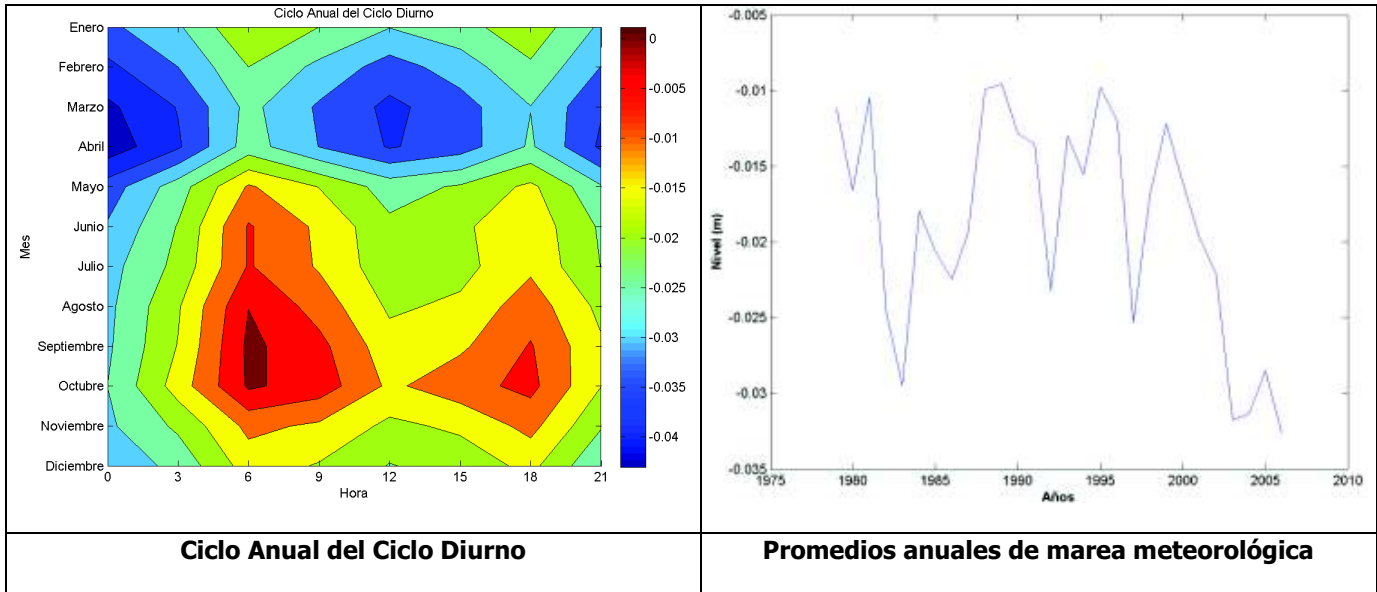 Ciclo Anual del Ciclo Diurno
Enero
Febrero
Marzo
Abril
Mayo
Junio
Julio
Agosto
Septiembre
Octubre
Noviembre
Diciembre
Mes
0 3 6 9 12 15 18 21
Hora
0
-0.005
-0.01
-0.015
-0.02
-0.025
-0.03
-0.035
-0.04
-0.005
-0.01
-0.015
-0.02
-0.025
-0.03
-0.035
Nivel (m)
1975 1980 1985 1990 1995 2000 2005 2010
Años
Ciclo Anual del Ciclo Diurno
Promedios anuales de marea meteorológica